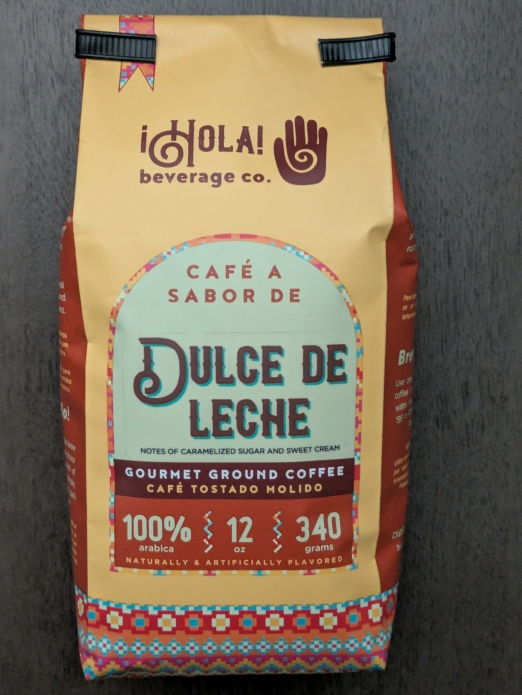 ¡HOLA!
beverage co.
CAFÉ A
SABOR DE
DULCE DE
LECHE
NOTES OF CARAMELIZED SUGAR AND SWEET CREAM
GOURMET GROUND COFFEE
CAFÉ TOSTADO MOLIDO
100% 12 340
arabica oz grams
NATURALLY & ARTIFICIALLY FLAVORED